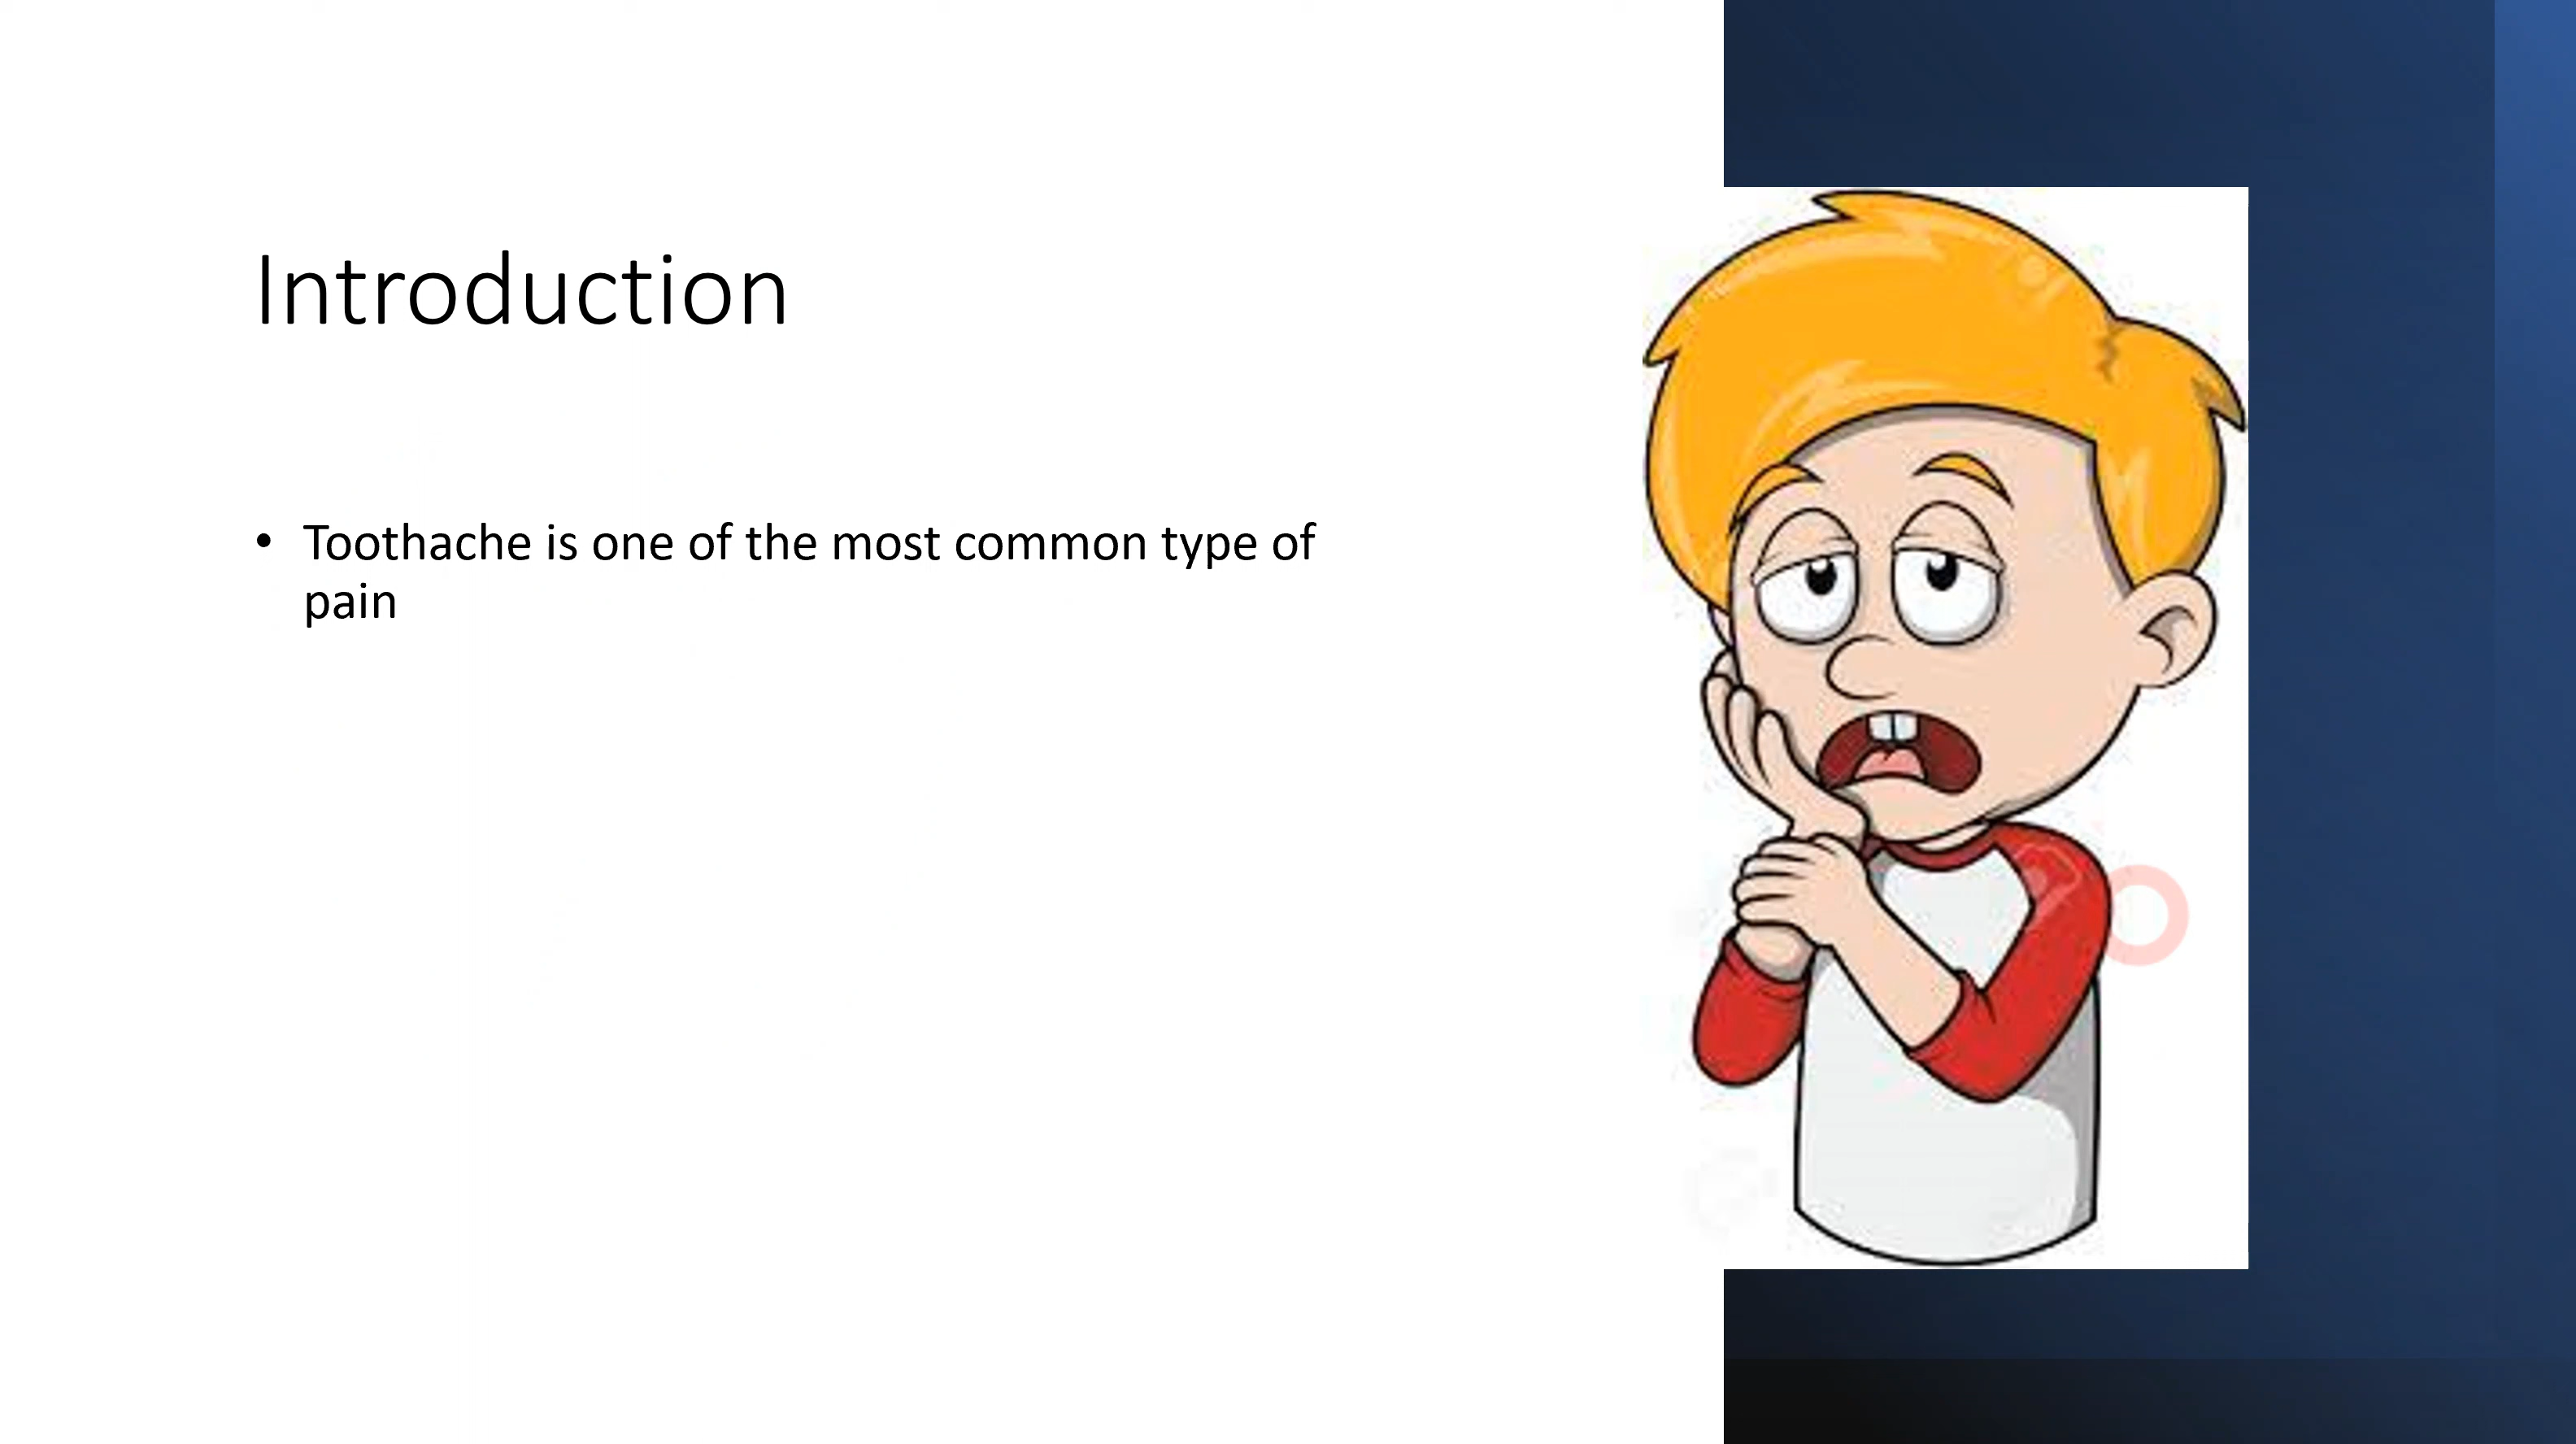 Introduction
• Toothache is one of the most common type of
pain